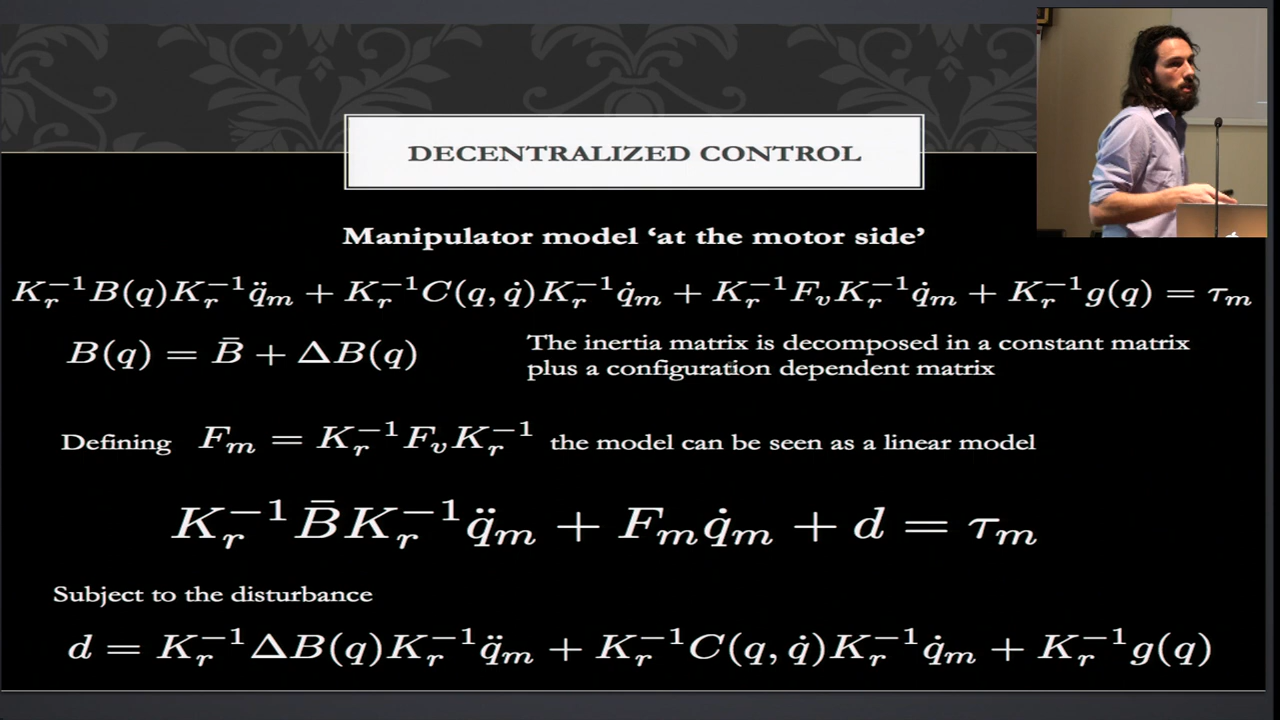 DECENTRALIZED CONTROL
Manipulator model ‘at the motor side’
$K_r^{-1}B(q)K_r^{-1}\ddot{q}_m + K_r^{-1}C(q,\dot{q})K_r^{-1}\dot{q}_m + K_r^{-1}F_vK_r^{-1}\dot{q}_m + K_r^{-1}g(q) = \tau_m$
$B(q) = \bar{B} + \Delta B(q)$
The inertia matrix is decomposed in a constant matrix
plus a configuration dependent matrix
Defining $F_m = K_r^{-1}F_vK_r^{-1}$ the model can be seen as a linear model
$K_r^{-1}\bar{B}K_r^{-1}\ddot{q}_m + F_m\dot{q}_m + d = \tau_m$
Subject to the disturbance
$d = K_r^{-1}\Delta B(q)K_r^{-1}\ddot{q}_m + K_r^{-1}C(q,\dot{q})K_r^{-1}\dot{q}_m + K_r^{-1}g(q)$